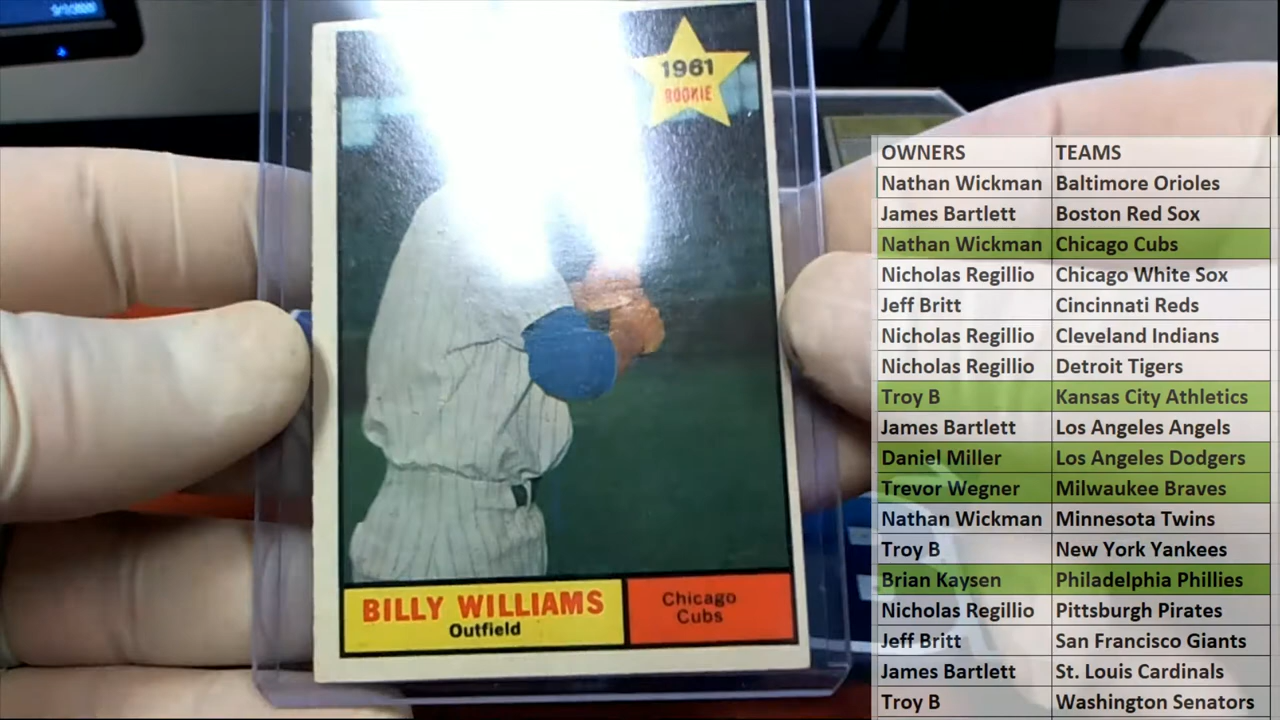 1961
ROOKIE
BILLY WILLIAMS
Outfield
Chicago
Cubs
OWNERS TEAMS
Nathan Wickman Baltimore Orioles
James Bartlett Boston Red Sox
Nathan Wickman Chicago Cubs
Nicholas Regillio Chicago White Sox
Jeff Britt Cincinnati Reds
Nicholas Regillio Cleveland Indians
Nicholas Regillio Detroit Tigers
Troy B Kansas City Athletics
James Bartlett Los Angeles Angels
Daniel Miller Los Angeles Dodgers
Trevor Wegner Milwaukee Braves
Nathan Wickman Minnesota Twins
Troy B New York Yankees
Brian Kaysen Philadelphia Phillies
Nicholas Regillio Pittsburgh Pirates
Jeff Britt San Francisco Giants
James Bartlett St. Louis Cardinals
Troy B Washington Senators